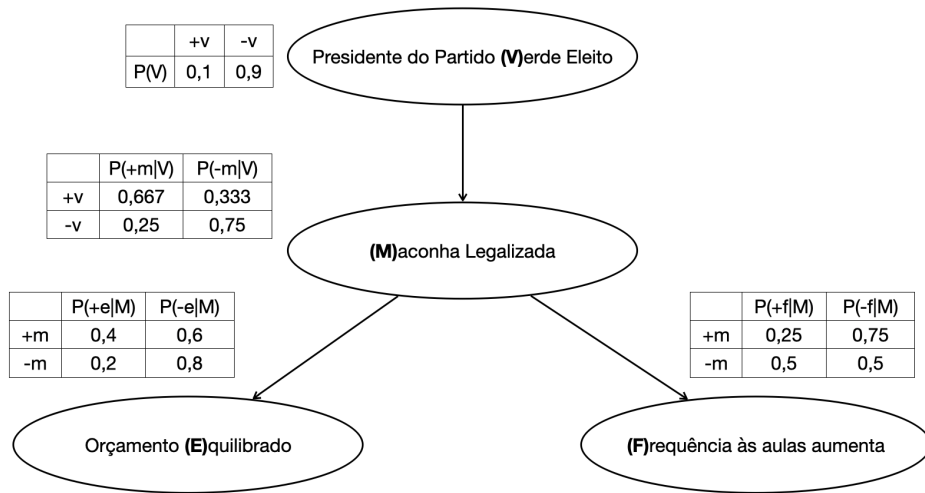 +v -v
P(V) 0,1 0,9
Presidente do Partido (V)erde Eleito
P(+m|V) P(-m|V)
+v 0,667 0,333
-v 0,25 0,75
(M)aconha Legalizada
P(+e|M) P(-e|M)
+m 0,4 0,6
-m 0,2 0,8
P(+f|M) P(-f|M)
+m 0,25 0,75
-m 0,5 0,5
Orçamento (E)quilibrado
(F)requência às aulas aumenta